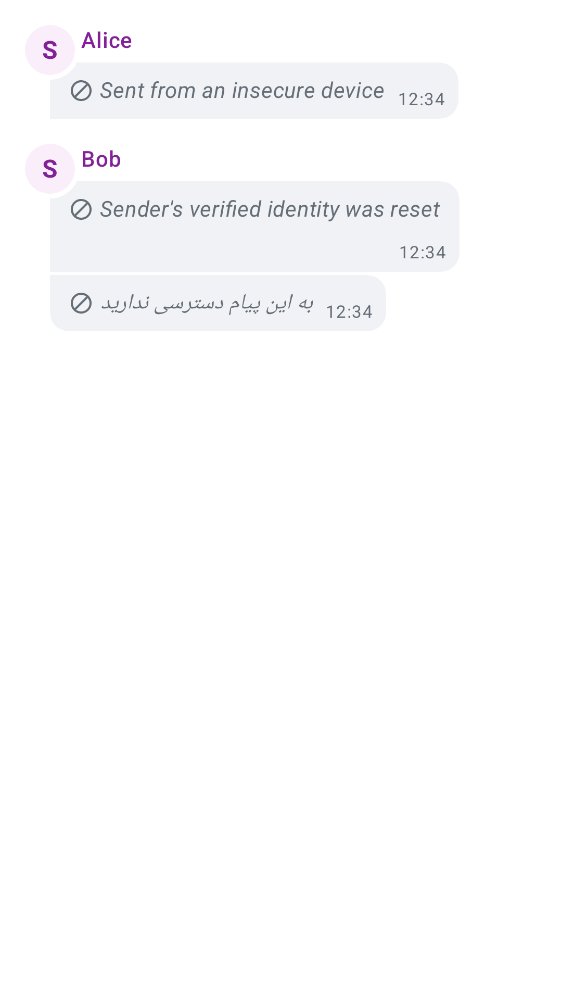 S Alice
Sent from an insecure device 12:34
S Bob
Sender's verified identity was reset
12:34
به این پیام دسترسی ندارید 12:34